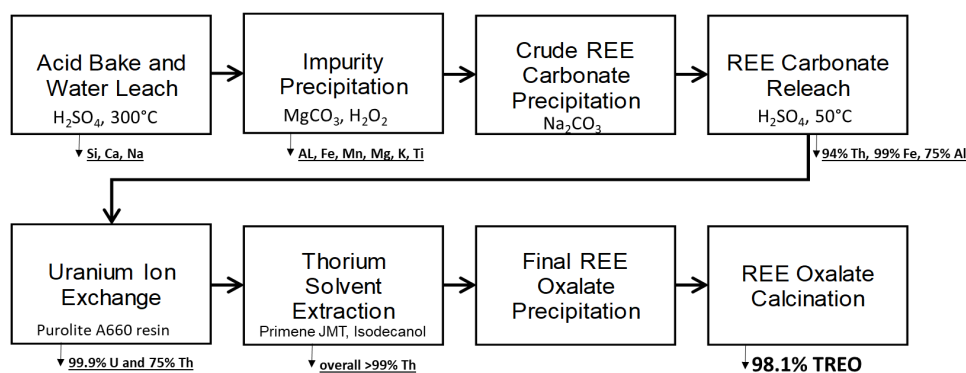 Acid Bake and
Water Leach
H₂SO₄, 300°C
Si, Ca, Na
Impurity
Precipitation
MgCO₃, H₂O₂
AL, Fe, Mn, Mg, K, Ti
Crude REE
Carbonate
Precipitation
Na₂CO₃
REE Carbonate
Releach
H₂SO₄, 50°C
94% Th, 99% Fe, 75% Al
Uranium Ion
Exchange
Purolite A660 resin
99.9% U and 75% Th
Thorium
Solvent
Extraction
Primene JMT, Isodecanol
overall >99% Th
Final REE
Oxalate
Precipitation
REE Oxalate
Calcination
98.1% TREO